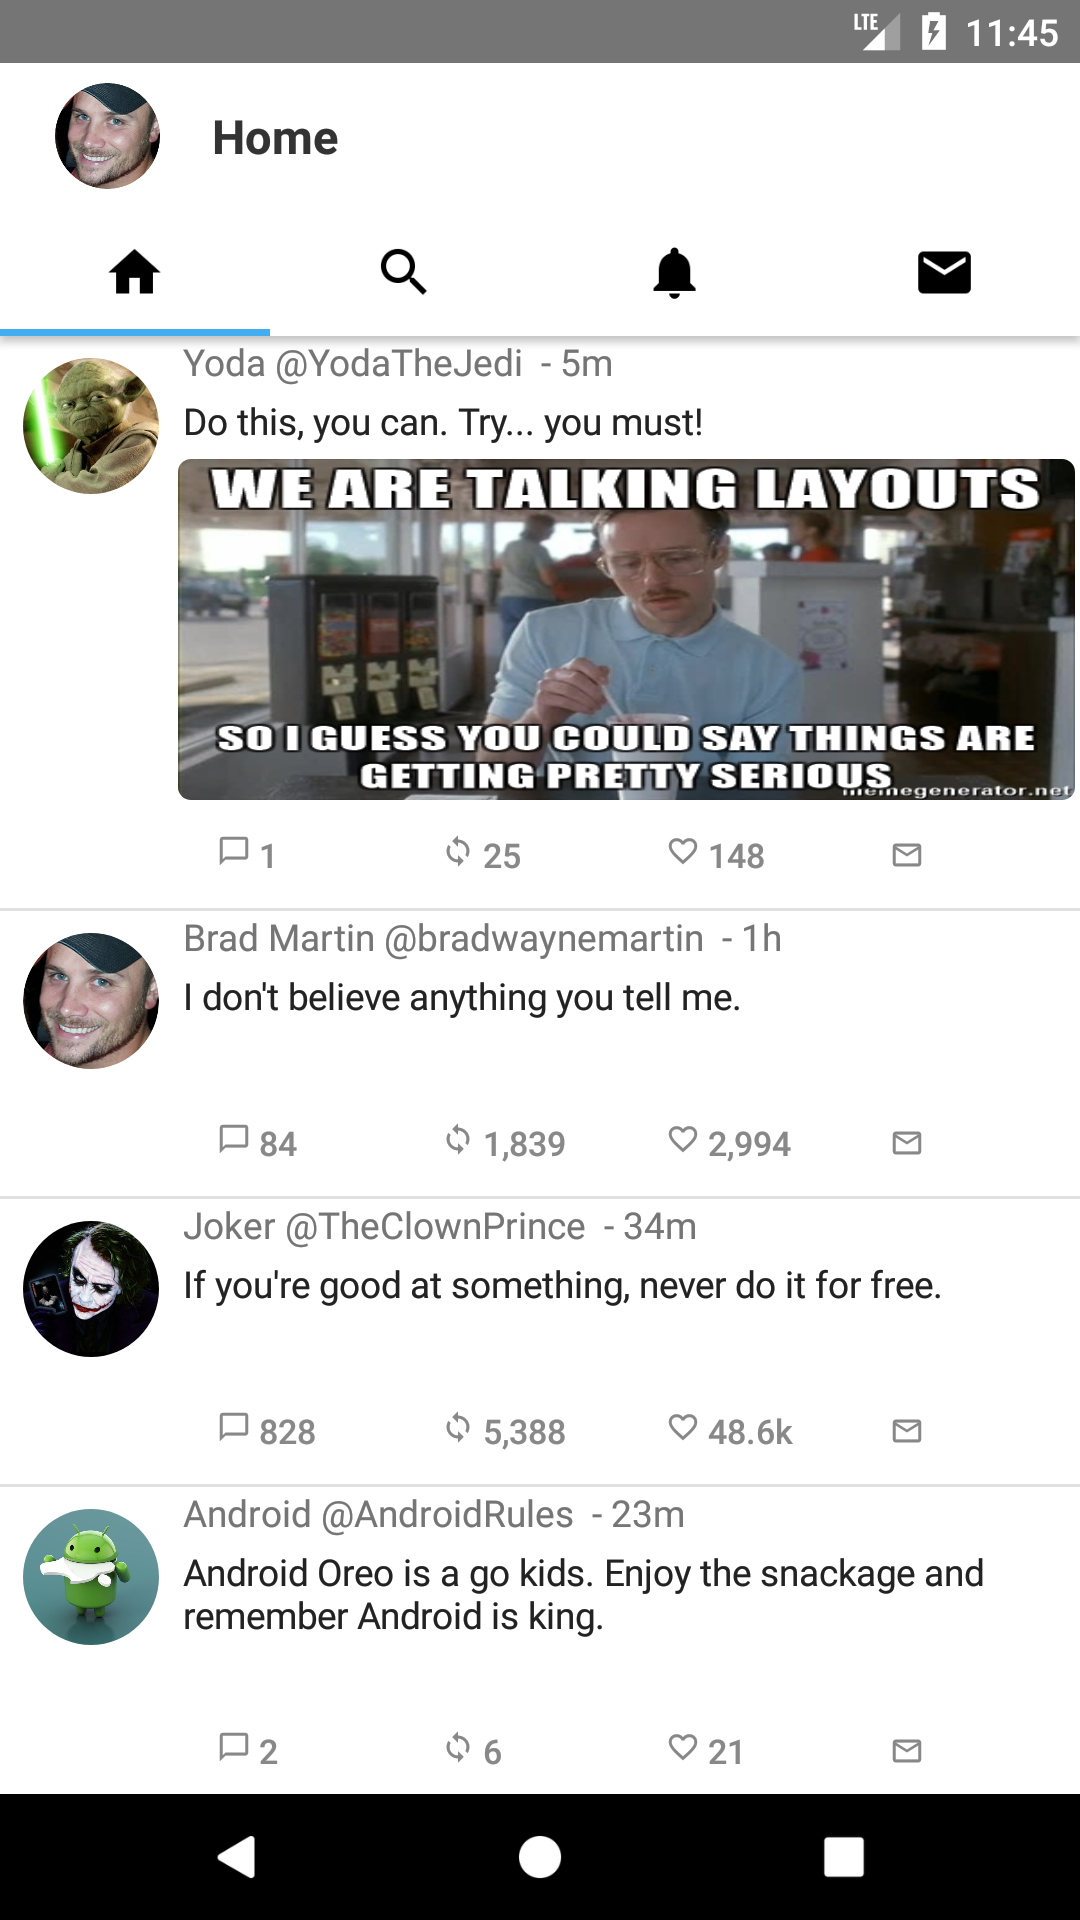 LTE 11:45
Home
Yoda @YodaTheJedi - 5m
Do this, you can. Try... you must!
WE ARE TALKING LAYOUTS
SO I GUESS YOU COULD SAY THINGS ARE
GETTING PRETTY SERIOUS
memegenerator.net
1 25 148
Brad Martin @bradwaynemartin - 1h
I don't believe anything you tell me.
84 1,839 2,994
Joker @TheClownPrince - 34m
If you're good at something, never do it for free.
828 5,388 48.6k
Android @AndroidRules - 23m
Android Oreo is a go kids. Enjoy the snackage and
remember Android is king.
2 6 21